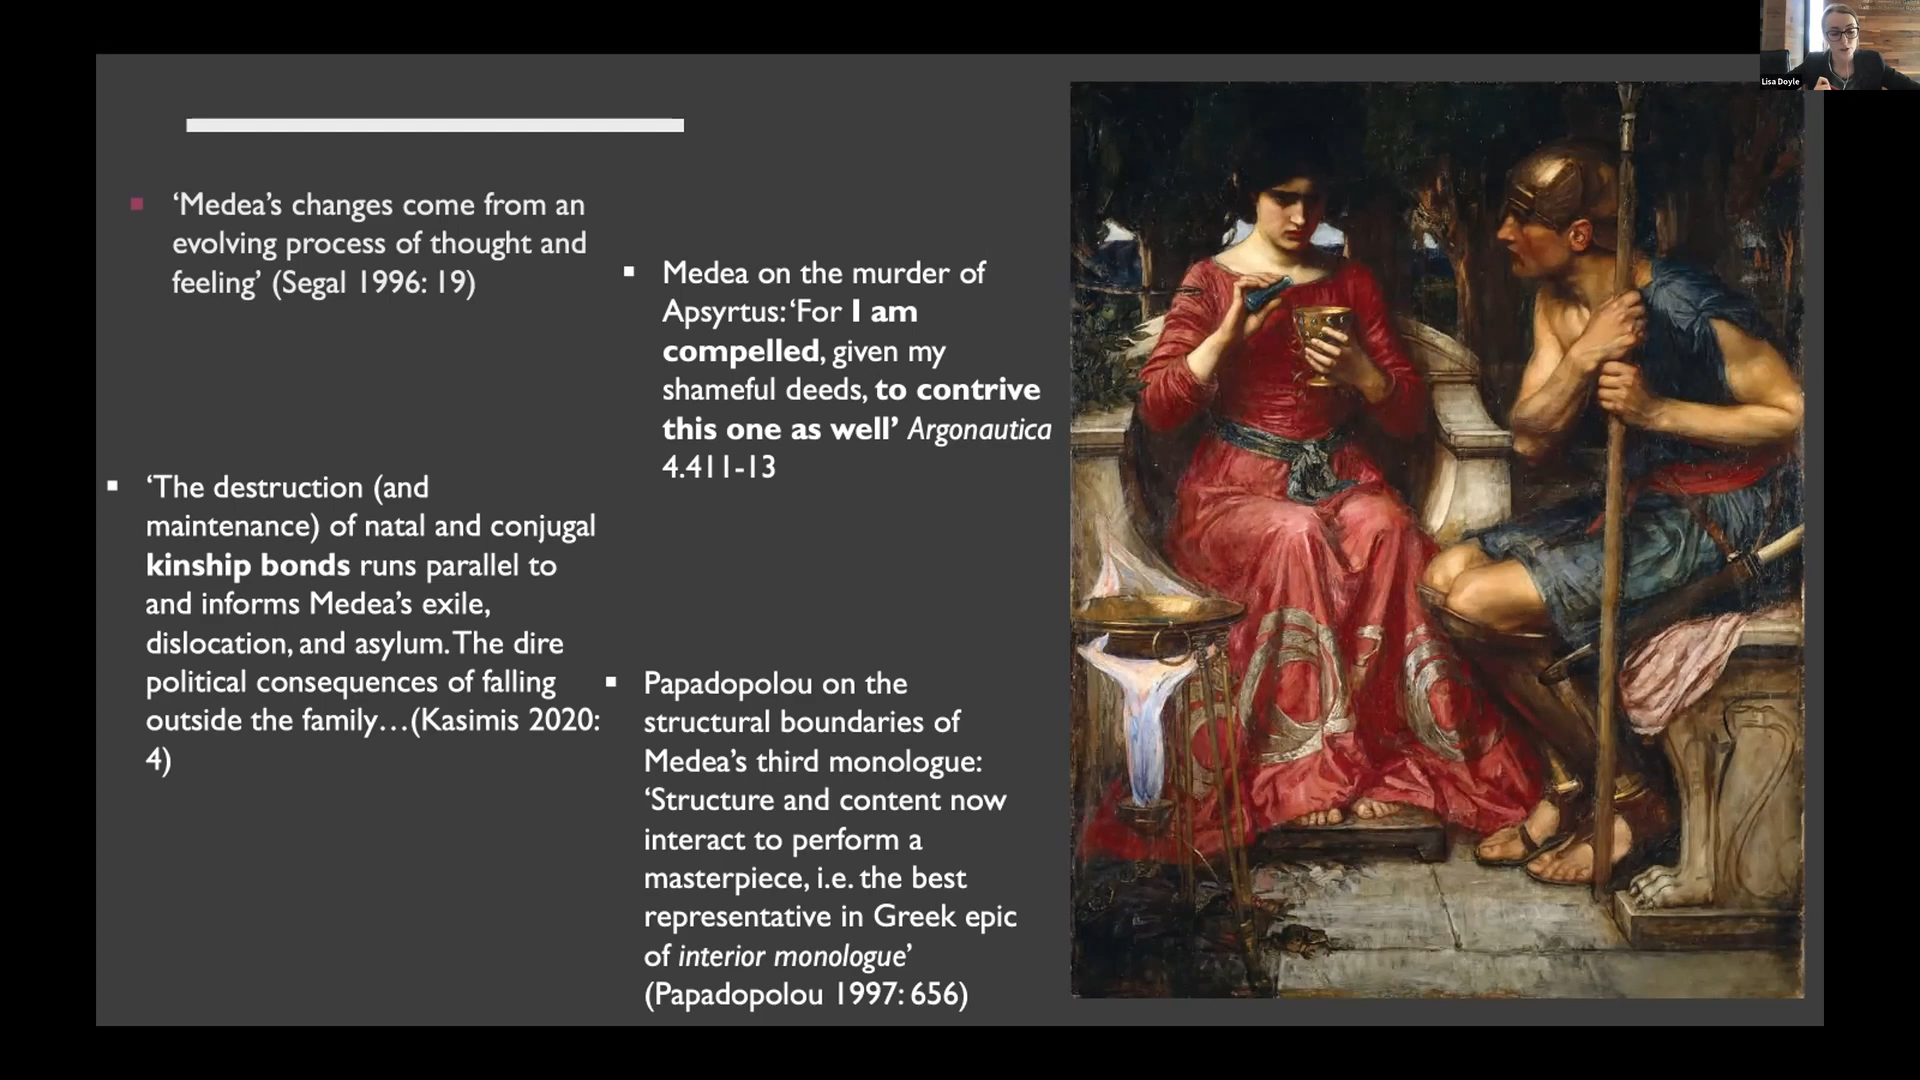 ‘Medea’s changes come from an
evolving process of thought and
feeling’ (Segal 1996: 19)
‘The destruction (and
maintenance) of natal and conjugal
kinship bonds runs parallel to
and informs Medea’s exile,
dislocation, and asylum. The dire
political consequences of falling
outside the family…(Kasimis 2020:
4)
Medea on the murder of
Apsyrtus: ‘For I am
compelled, given my
shameful deeds, to contrive
this one as well’ Argonautica
4.411-13
Papadopolou on the
structural boundaries of
Medea’s third monologue:
‘Structure and content now
interact to perform a
masterpiece, i.e. the best
representative in Greek epic
of interior monologue’
(Papadopolou 1997: 656)
Lisa Doyle